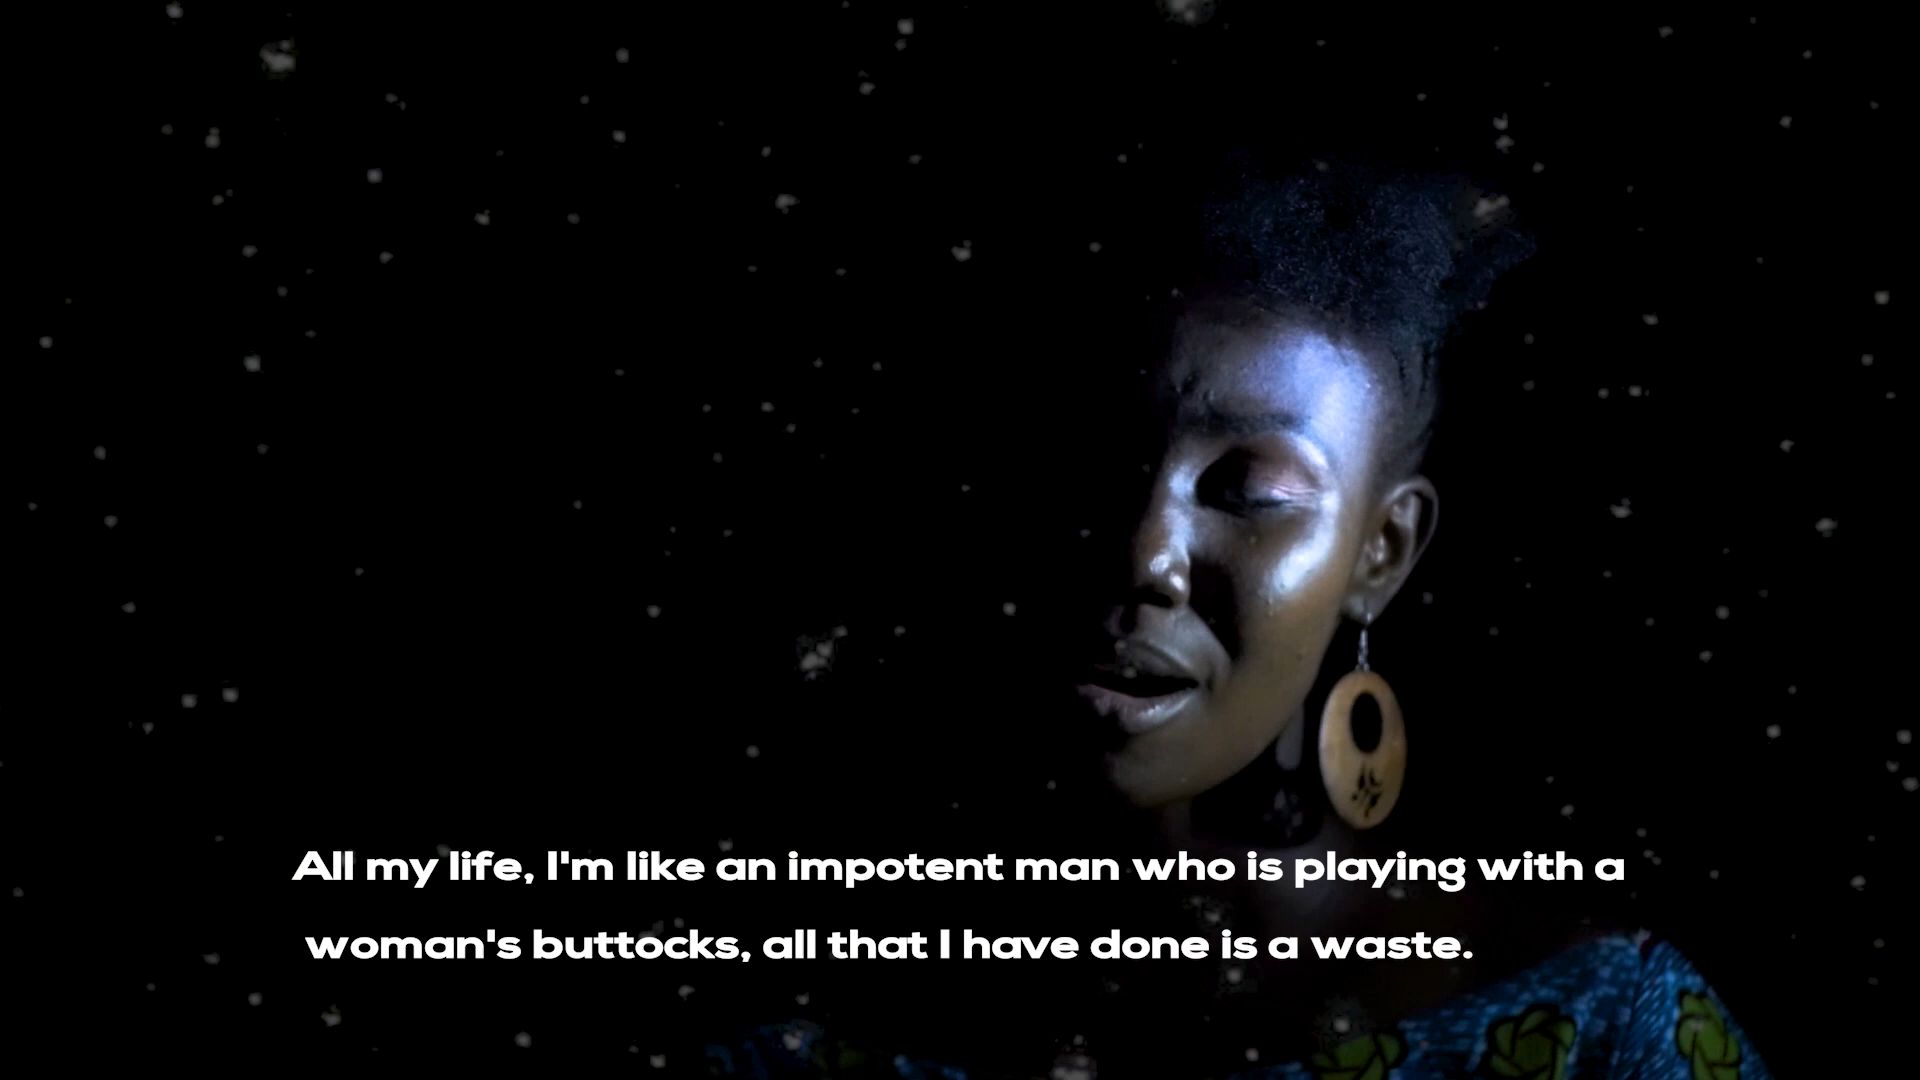 All my life, I'm like an impotent man who is playing with a
woman's buttocks, all that I have done is a waste.